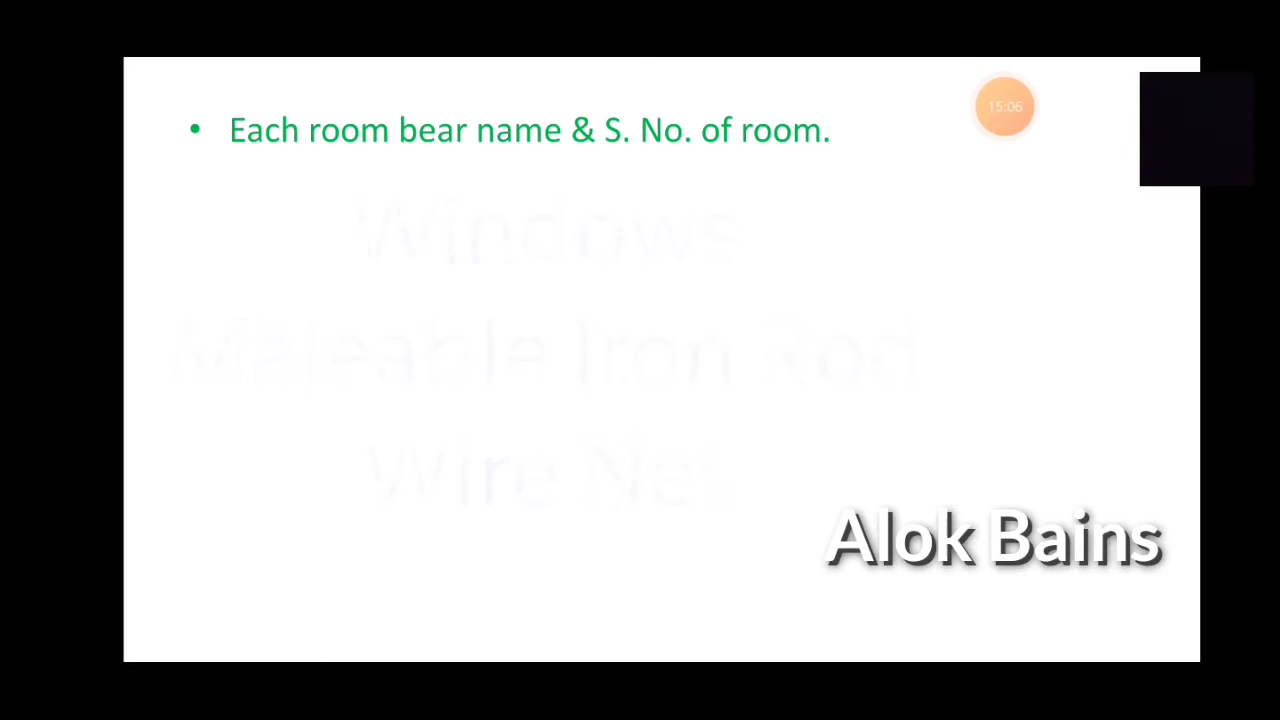 • Each room bear name & S. No. of room.
15:06
Windows
Maleable Iron Rod
Wire Net
Alok Bains